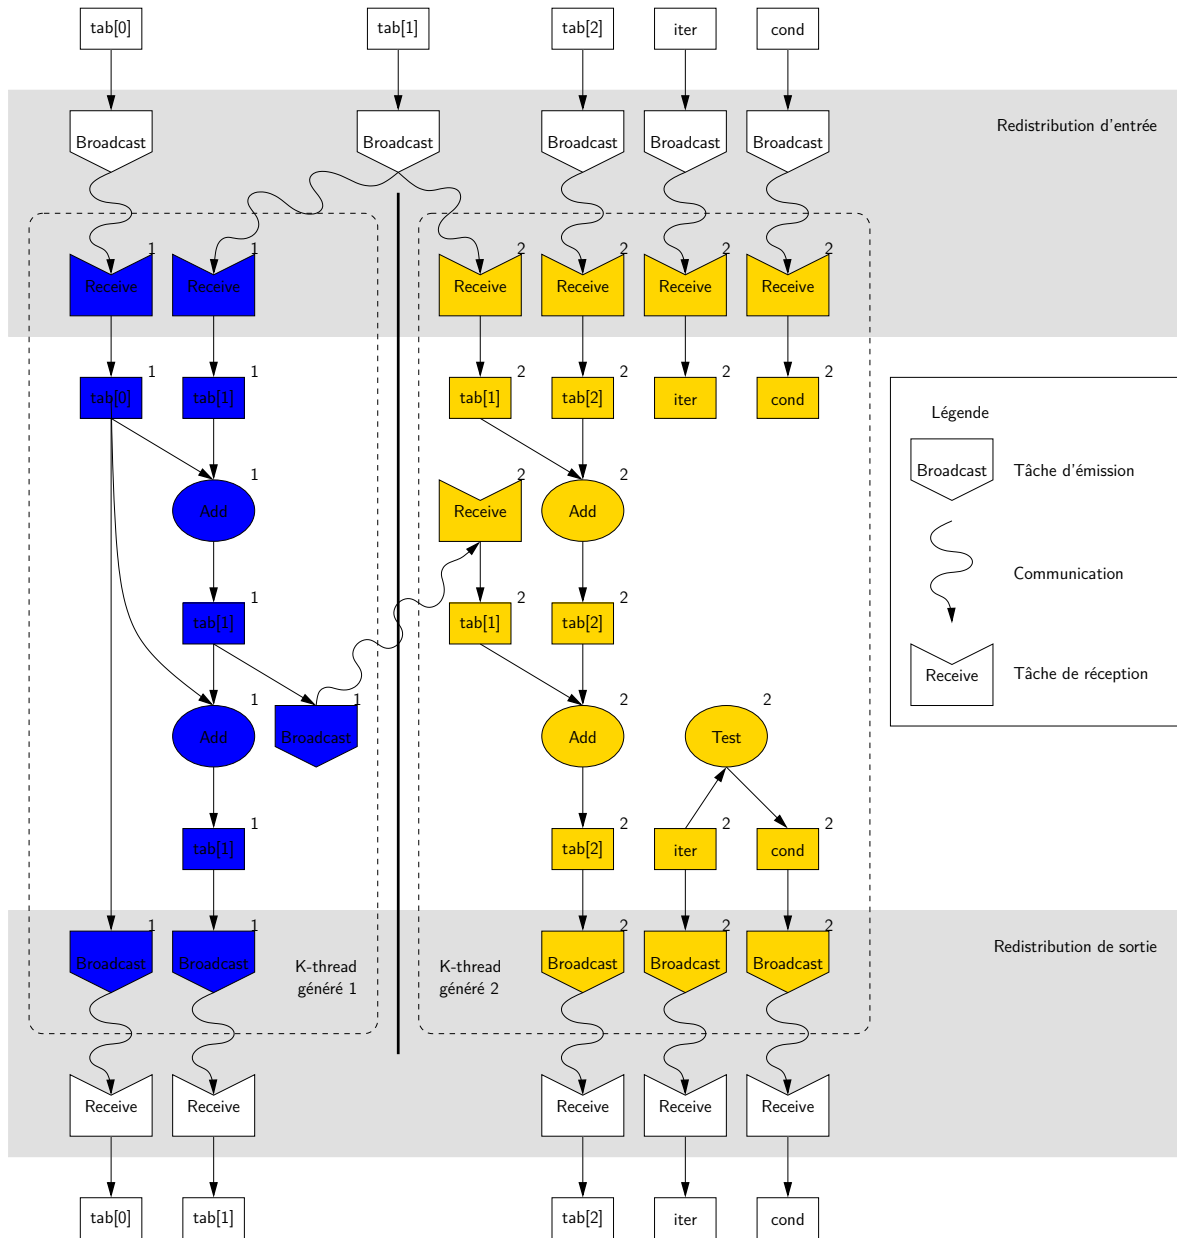 tab[0]
tab[1]
tab[2]
iter
cond
Redistribution d'entrée
Broadcast
Broadcast
Broadcast
Broadcast
Broadcast
1
1
2
2
2
2
Receive
Receive
Receive
Receive
Receive
Receive
1
1
2
2
2
2
tab[0]
tab[1]
tab[1]
tab[2]
iter
cond
Légende
Broadcast
Tâche d'émission
Communication
Receive
Tâche de réception
1
2
2
Add
Receive
Add
1
2
2
tab[1]
tab[1]
tab[2]
1
1
2
2
Add
Broadcast
Add
Test
1
2
2
2
tab[1]
tab[2]
iter
cond
1
1
2
2
2
Broadcast
Broadcast
Broadcast
Broadcast
Broadcast
K-thread
généré 1
K-thread
généré 2
Redistribution de sortie
Receive
Receive
Receive
Receive
Receive
tab[0]
tab[1]
tab[2]
iter
cond